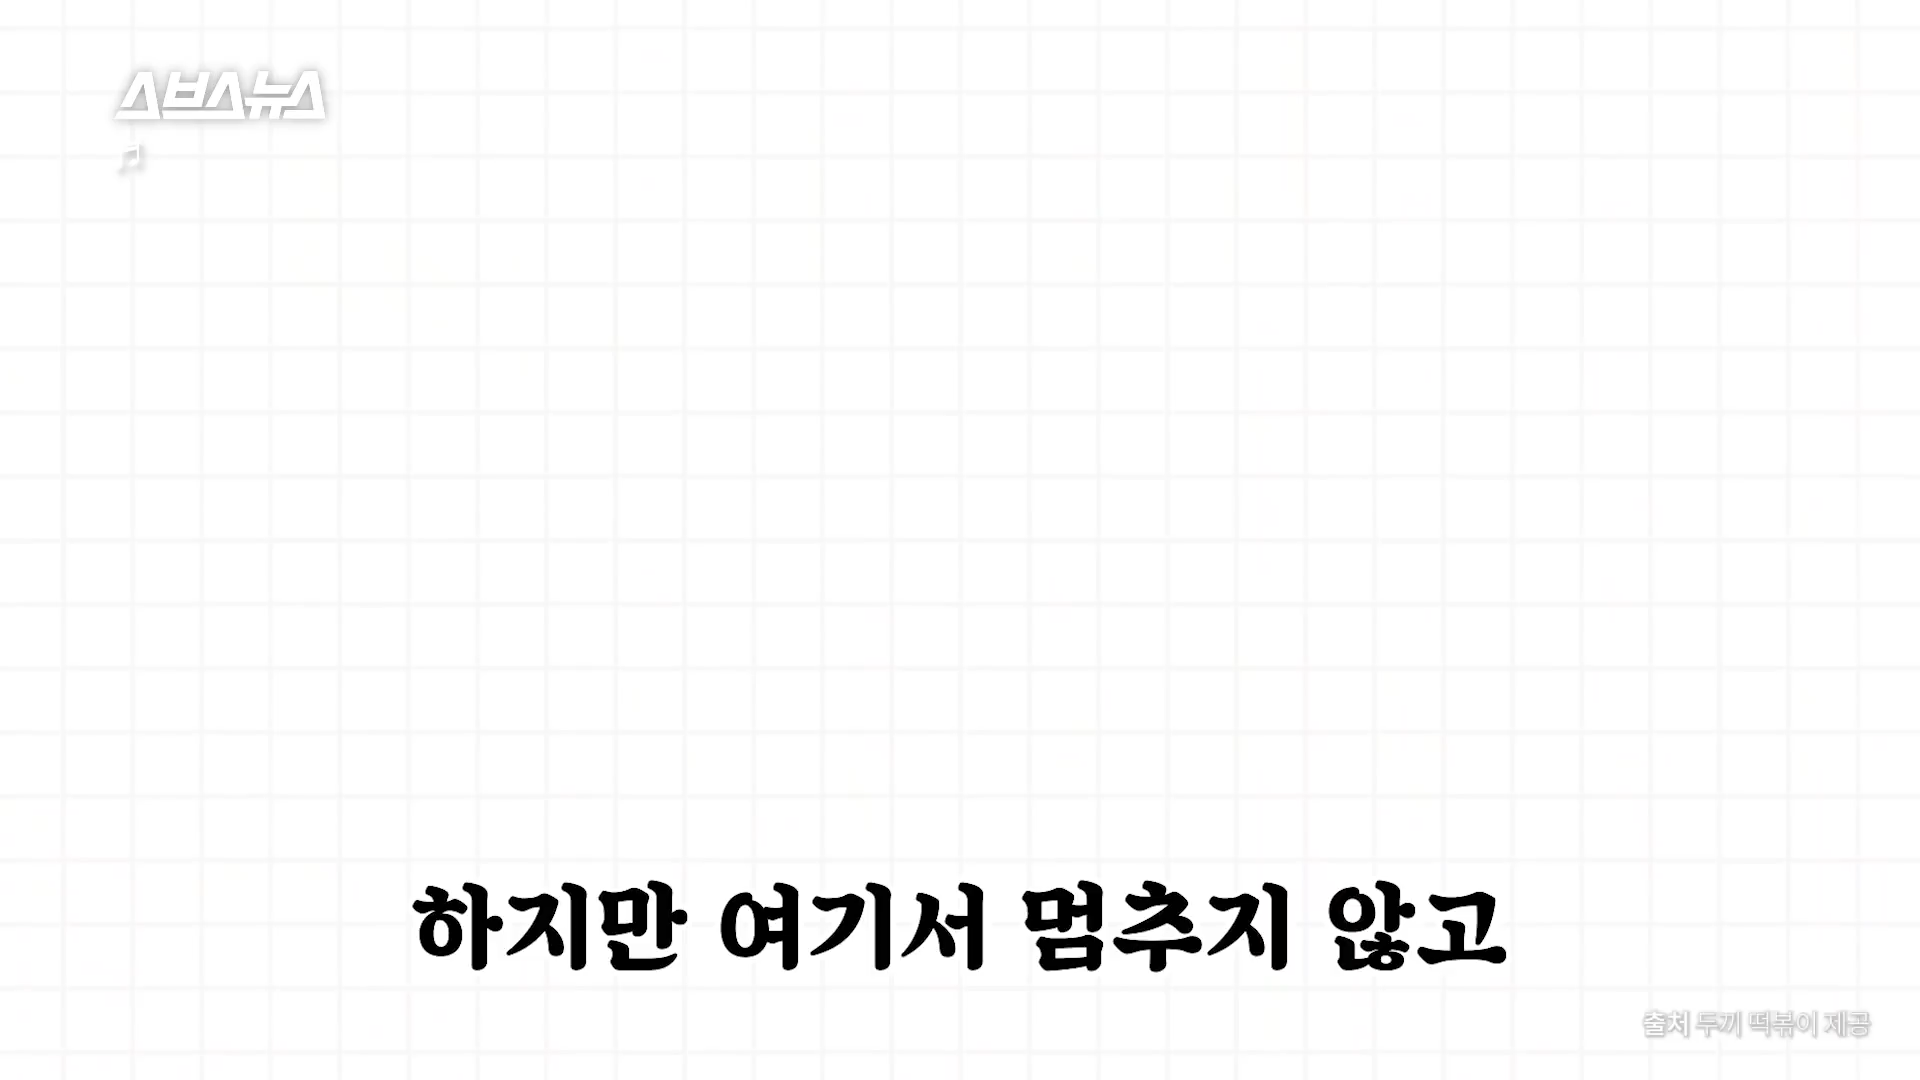 스브스뉴스
♫
하지만 여기서 멈추지 않고
출처 두끼 떡볶이 제공